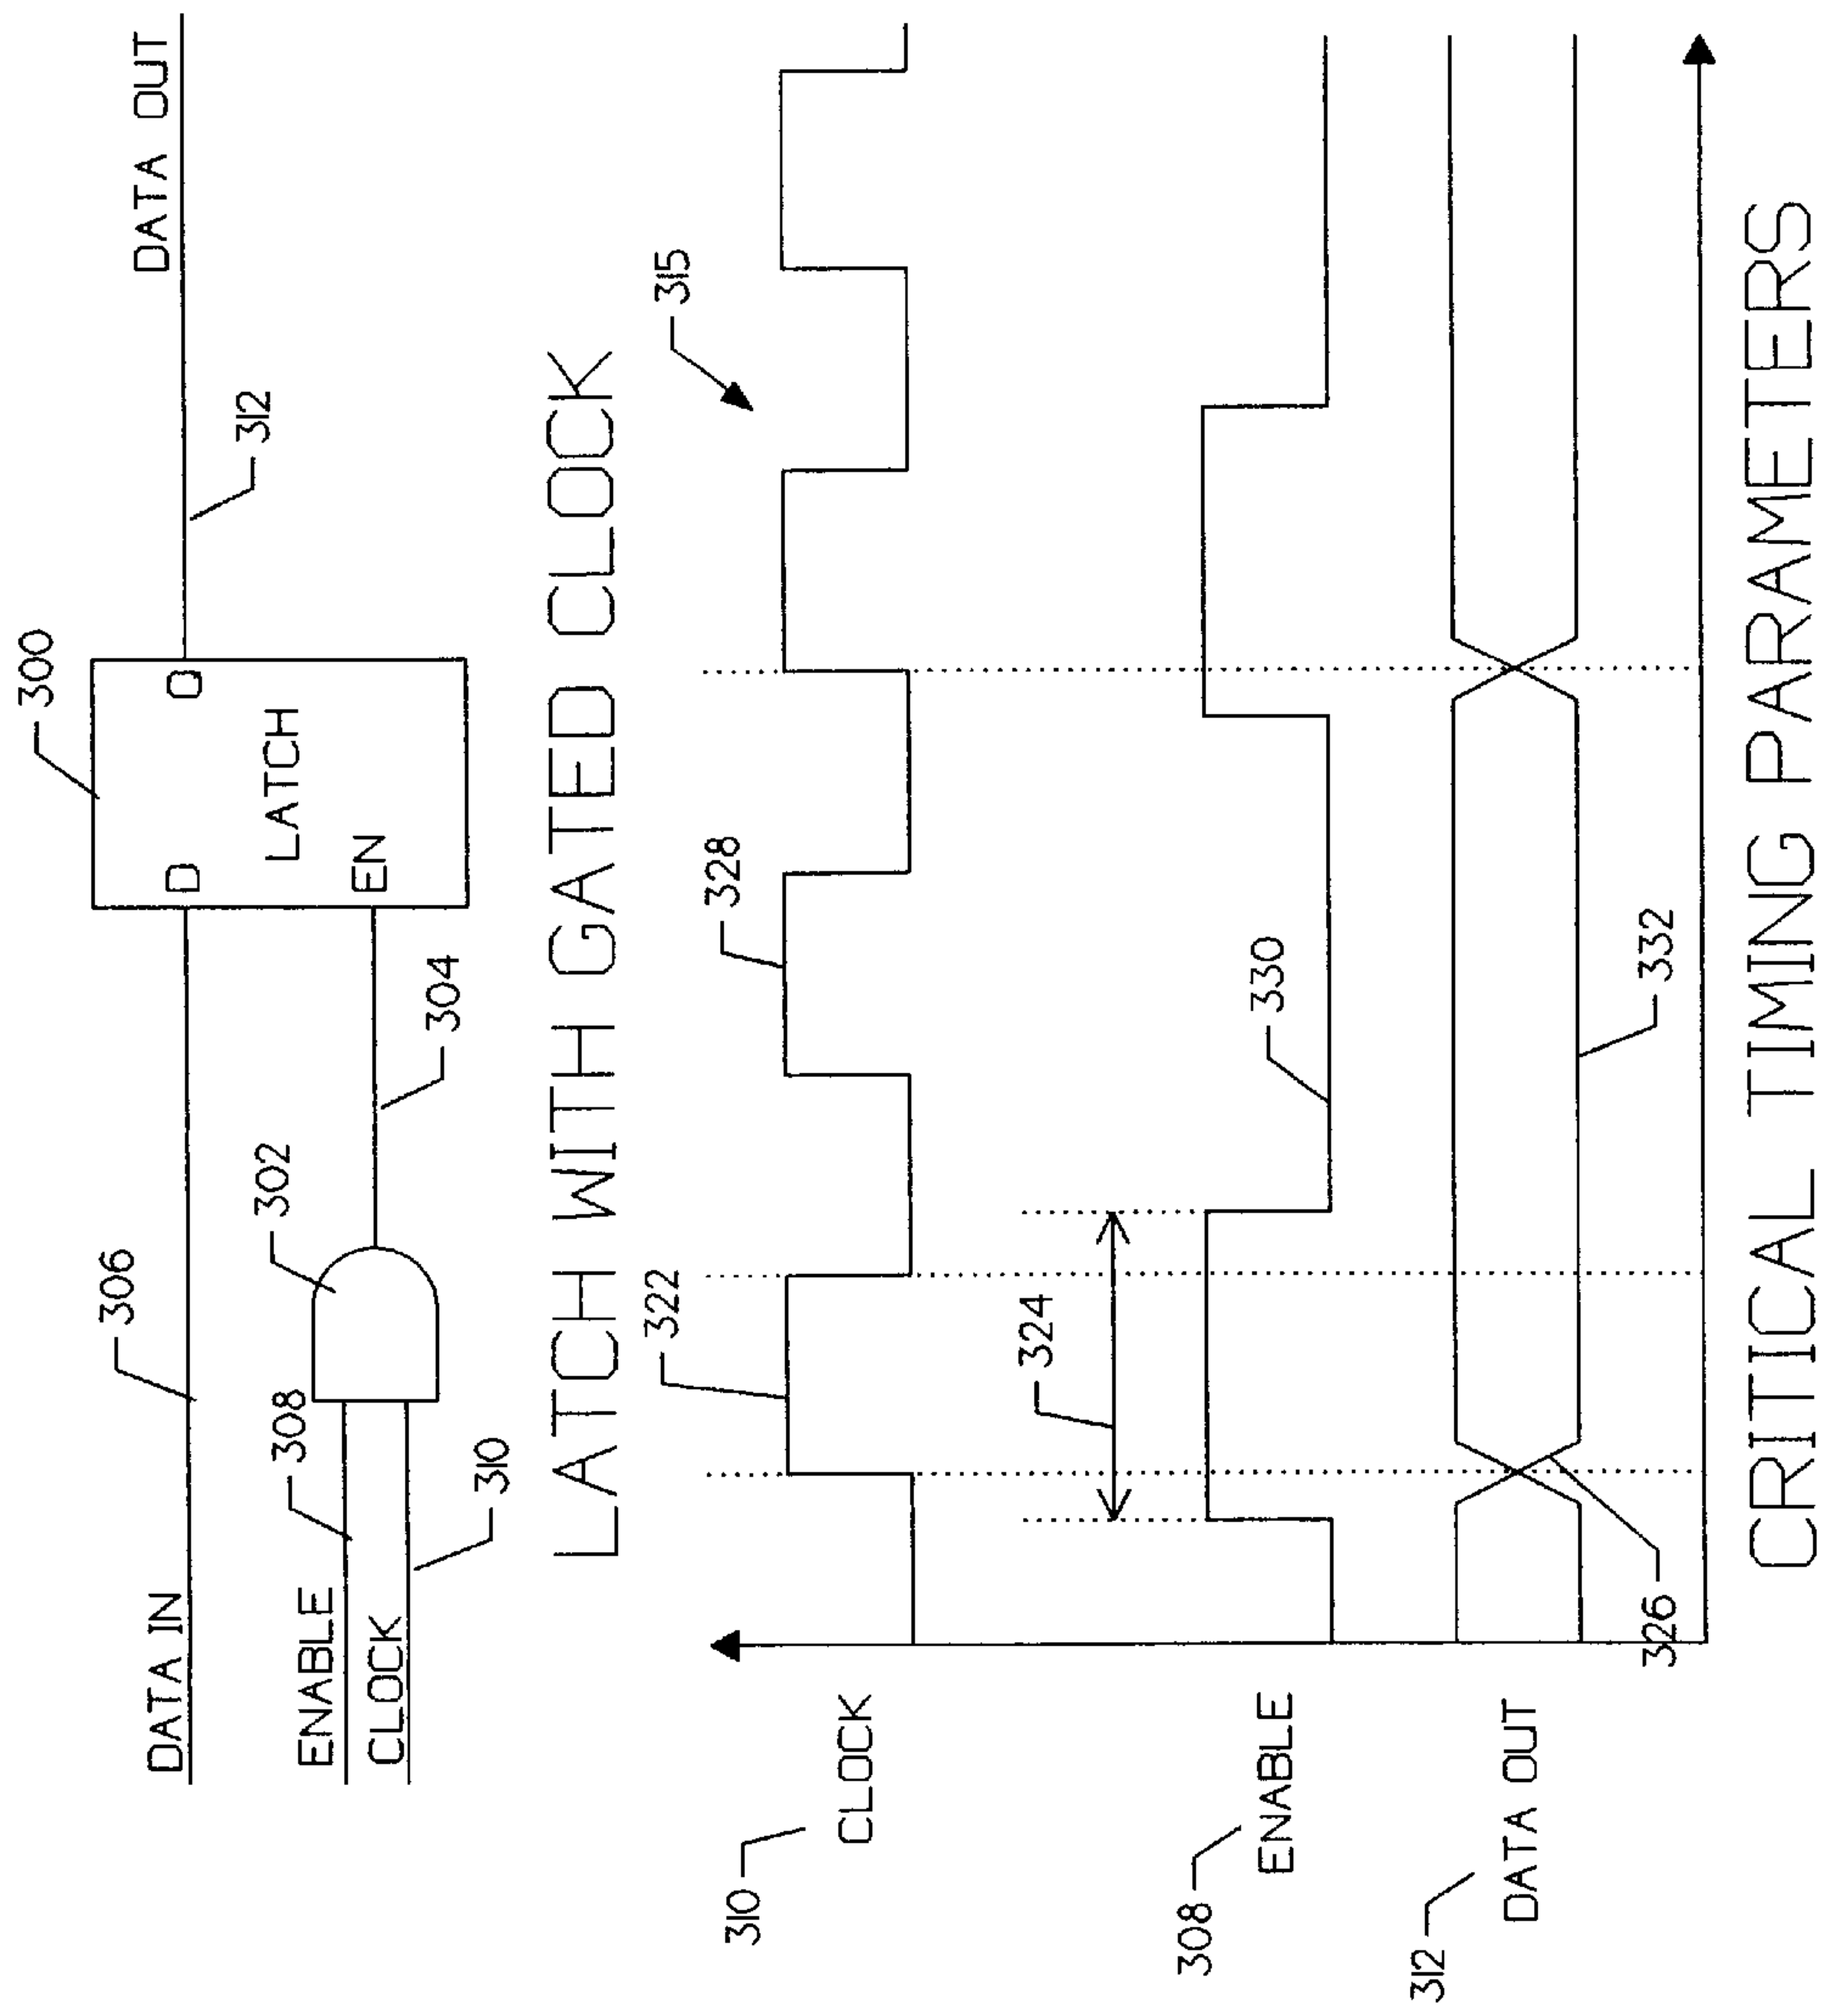 300
DATA IN
306
D
O
312
DATA OUT
LATCH
ENABLE
308
302
304
EN
CLOCK
310
LATCH WITH GATED CLOCK
322
328
315
310
CLOCK
324
308
ENABLE
330
312
DATA OUT
326
332
CRITICAL TIMING PARAMETERS